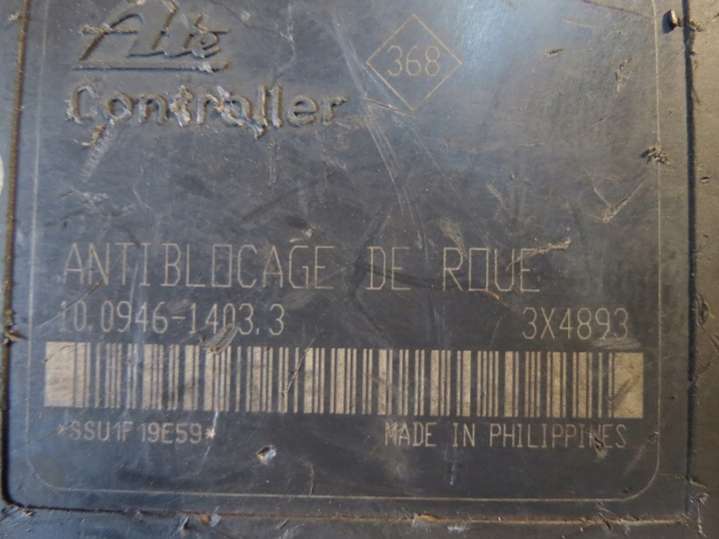 Ate
368
Controller
ANTIBLOCAGE DE ROUE
10.0946-1403.3 3X4893
*SSU1F19E59*
MADE IN PHILIPPINES